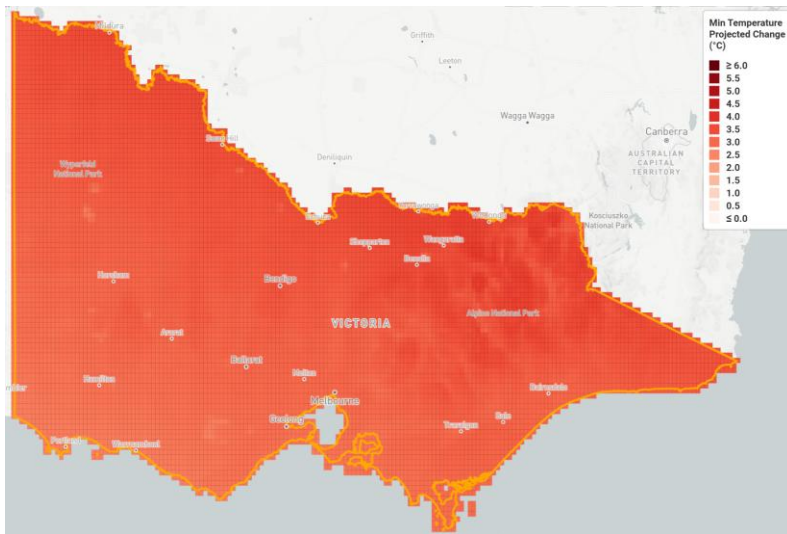 Min Temperature
Projected Change
(°C)
≥ 6.0
5.5
5.0
4.5
4.0
3.5
3.0
2.5
2.0
1.5
1.0
0.5
≤ 0.0
Griffith
Leeton
Wagga Wagga
Canberra
AUSTRALIAN
CAPITAL
TERRITORY
Deniliquin
Kosciuszko
National Park
Wyperfeld
National Park
Shepparton
Wangaratta
Benalla
Horsham
Bendigo
Alpine National Park
VICTORIA
Ararat
Ballarat
Melton
Hamilton
Bairnsdale
Melbourne
Geelong
Sale
Traralgon
Portland
Warrnambool